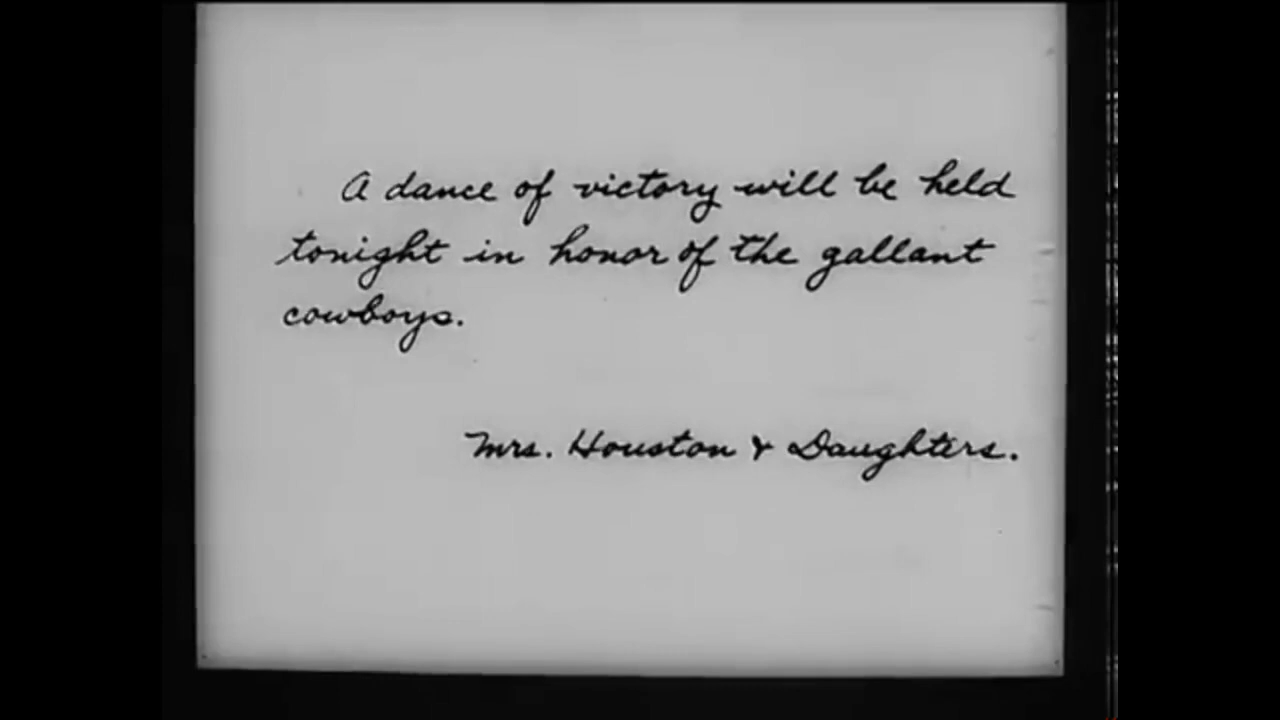 A dance of victory will be held
tonight in honor of the gallant
cowboys.
Mrs. Houston & Daughters.